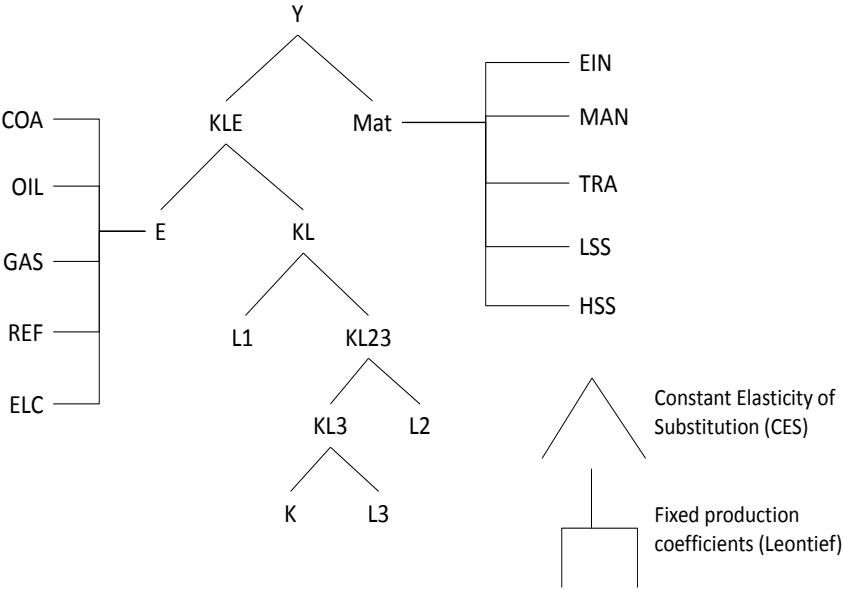 Y
EIN
COA
KLE
Mat
MAN
OIL
TRA
E
KL
GAS
LSS
REF
L1
KL23
HSS
ELC
Constant Elasticity of
Substitution (CES)
KL3
L2
K
L3
Fixed production
coefficients (Leontief)